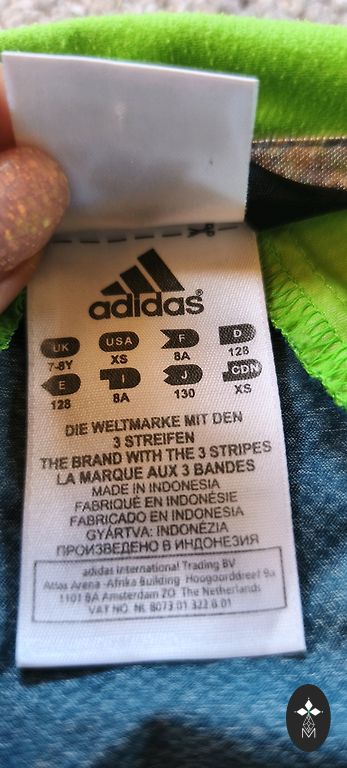 adidas®
UK USA F D
7-8Y XS 8A 128
E I J CDN
128 8A 130 XS
DIE WELTMARKE MIT DEN
3 STREIFEN
THE BRAND WITH THE 3 STRIPES
LA MARQUE AUX 3 BANDES
MADE IN INDONESIA
FABRIQUÉ EN INDONÉSIE
FABRICADO EN INDONESIA
GYÁRTVA: INDONÉZIA
ПРОИЗВЕДЕНО В ИНДОНЕЗИЯ
adidas International Trading BV
Atlas Arena -Afrika Building- Hoogoorddreef 9a
1101 BA Amsterdam ZO The Netherlands
VAT NO. NL 8073 01 322 B 01
M